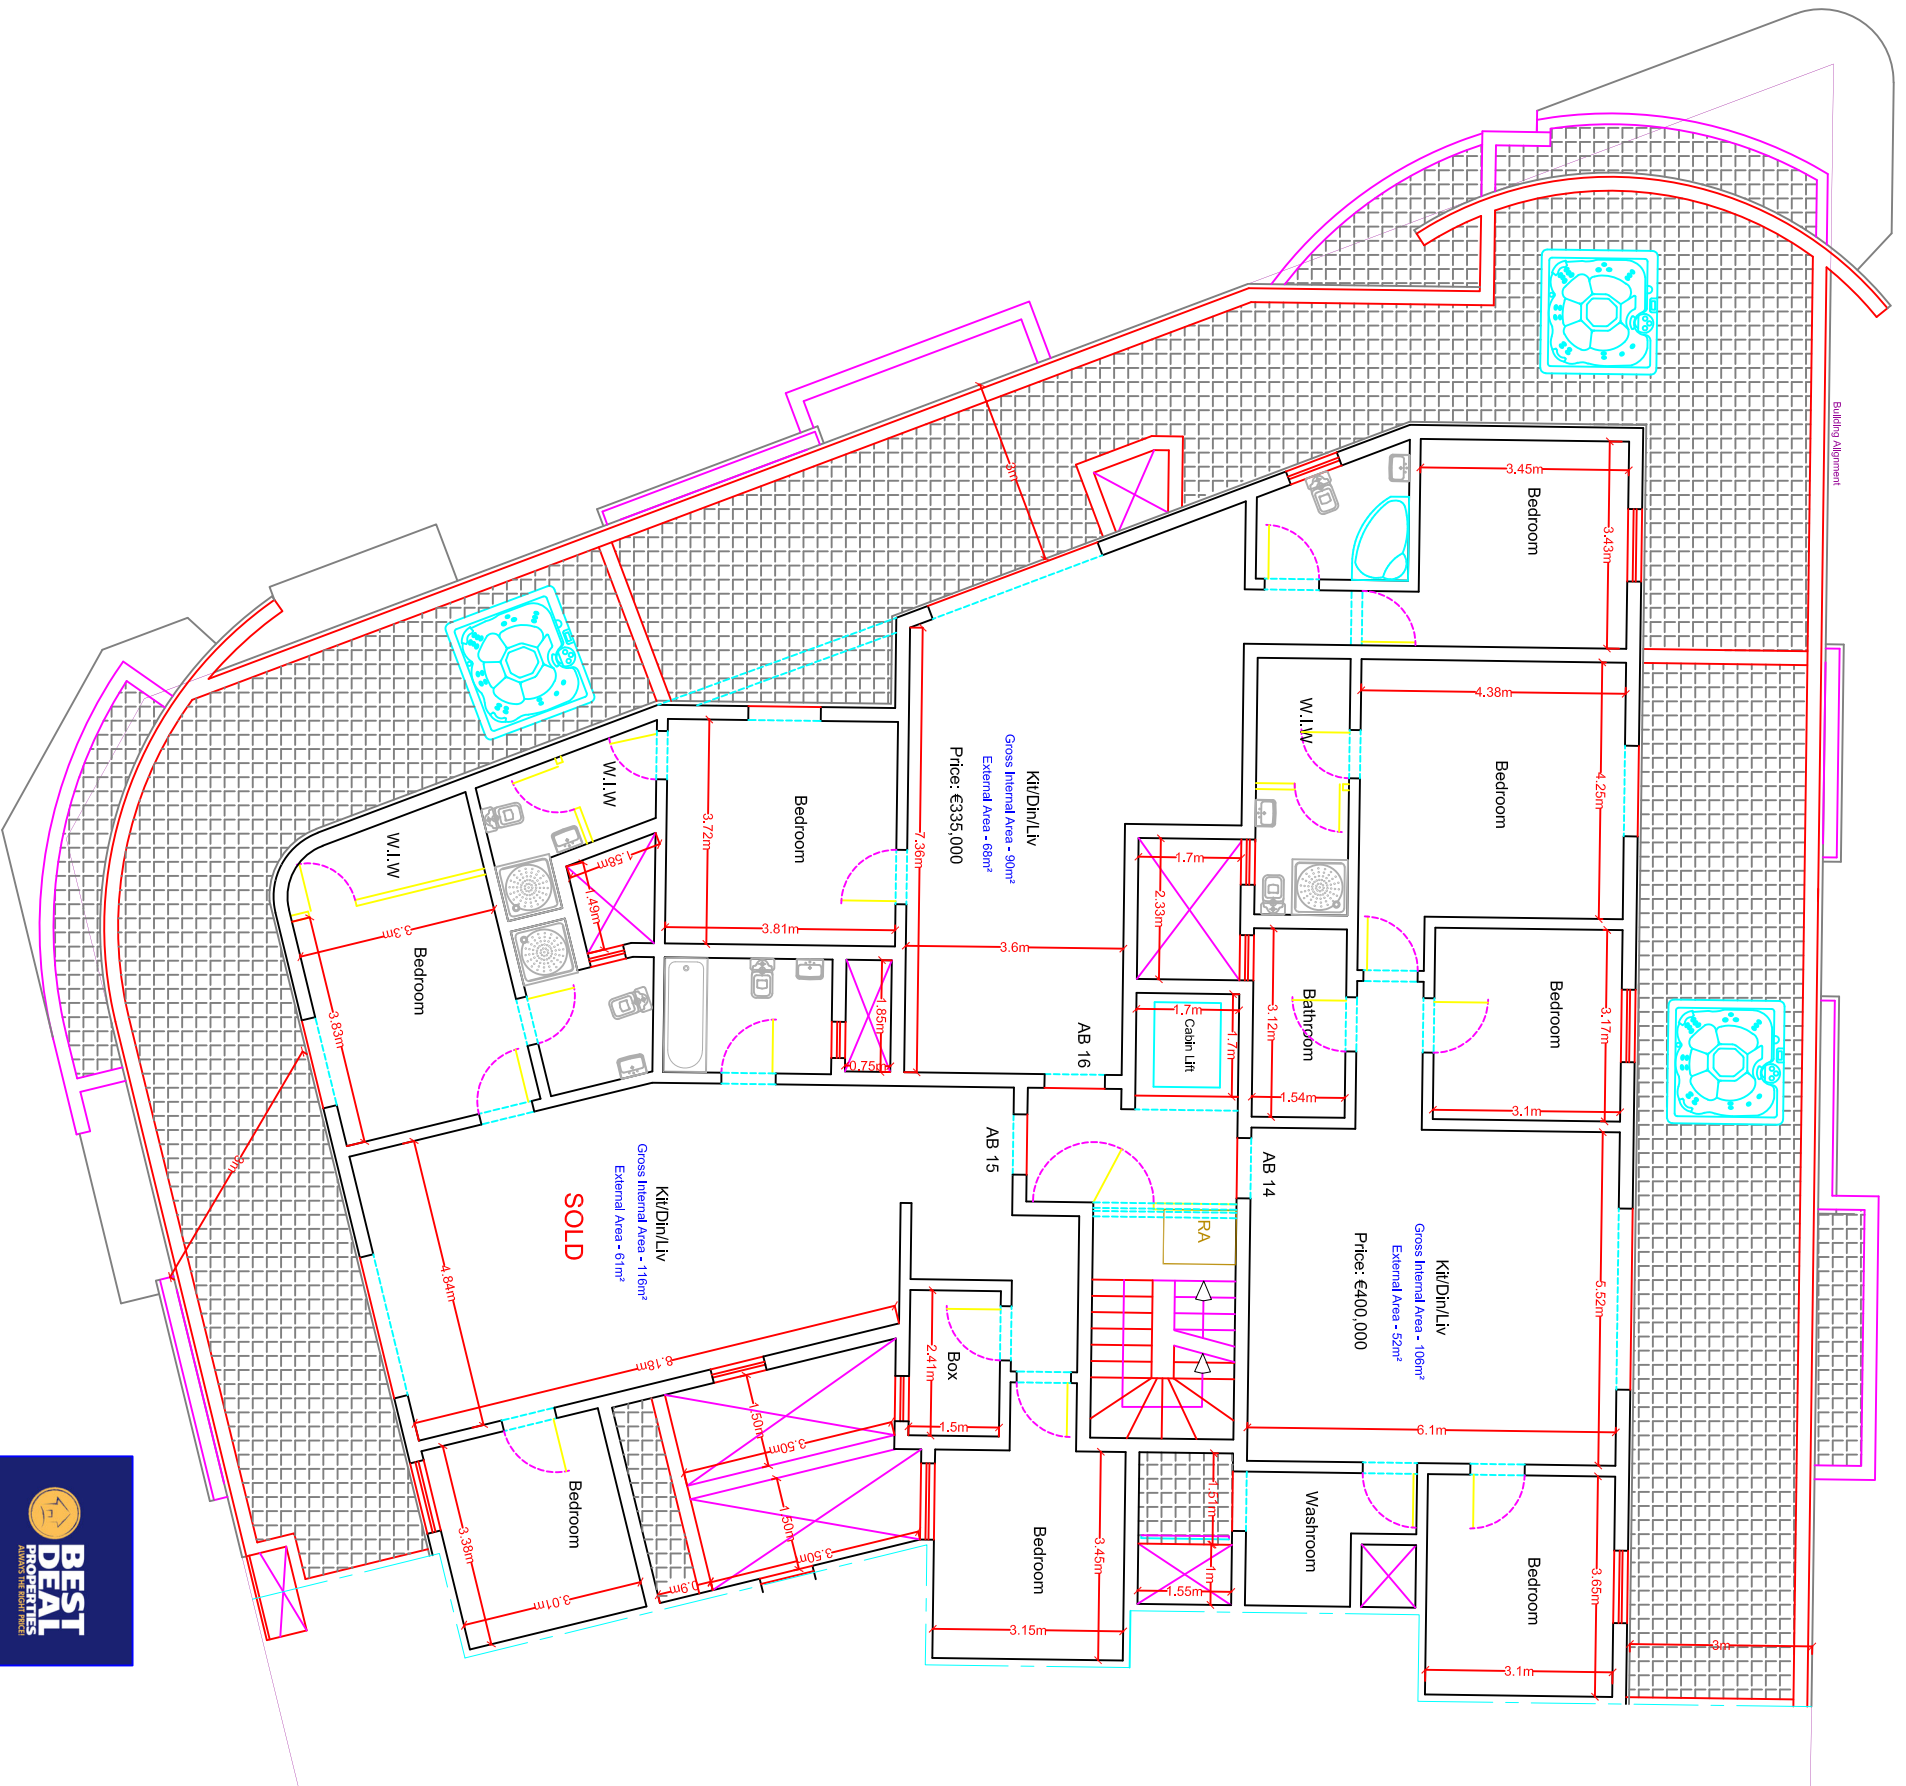 Building Alignment
3.45m
Bedroom
3.43m
3m
4.38m
W.I.W
Bedroom
4.25m
Kit/Din/Liv
Gross Internal Area - 90m²
External Area - 68m²
Price: €335,000
7.36m
3.6m
AB 16
W.I.W
3.72m
Bedroom
3.81m
1.58m
1.49m
W.I.W
3.3m
Bedroom
3.83m
1.85m
0.75m
1.7m
2.33m
1.7m
1.7m
Cabin Lift
Bathroom
3.12m
1.54m
Bedroom
3.17m
3.1m
AB 14
AB 15
RA
Kit/Din/Liv
Gross Internal Area - 106m²
External Area - 52m²
Price: €400,000
5.52m
6.1m
Kit/Din/Liv
Gross Internal Area - 116m²
External Area - 61m²
SOLD
3m
4.84m
8.18m
Box
2.41m
1.5m
1.50m
3.50m
1.50m
3.50m
0.9m
Bedroom
3.38m
3.01m
Bedroom
3.45m
3.15m
1.51m
1m
1.55m
Washroom
Bedroom
3.65m
3.1m
3m
BEST
DEAL
PROPERTIES
ALWAYS THE RIGHT PRICE!